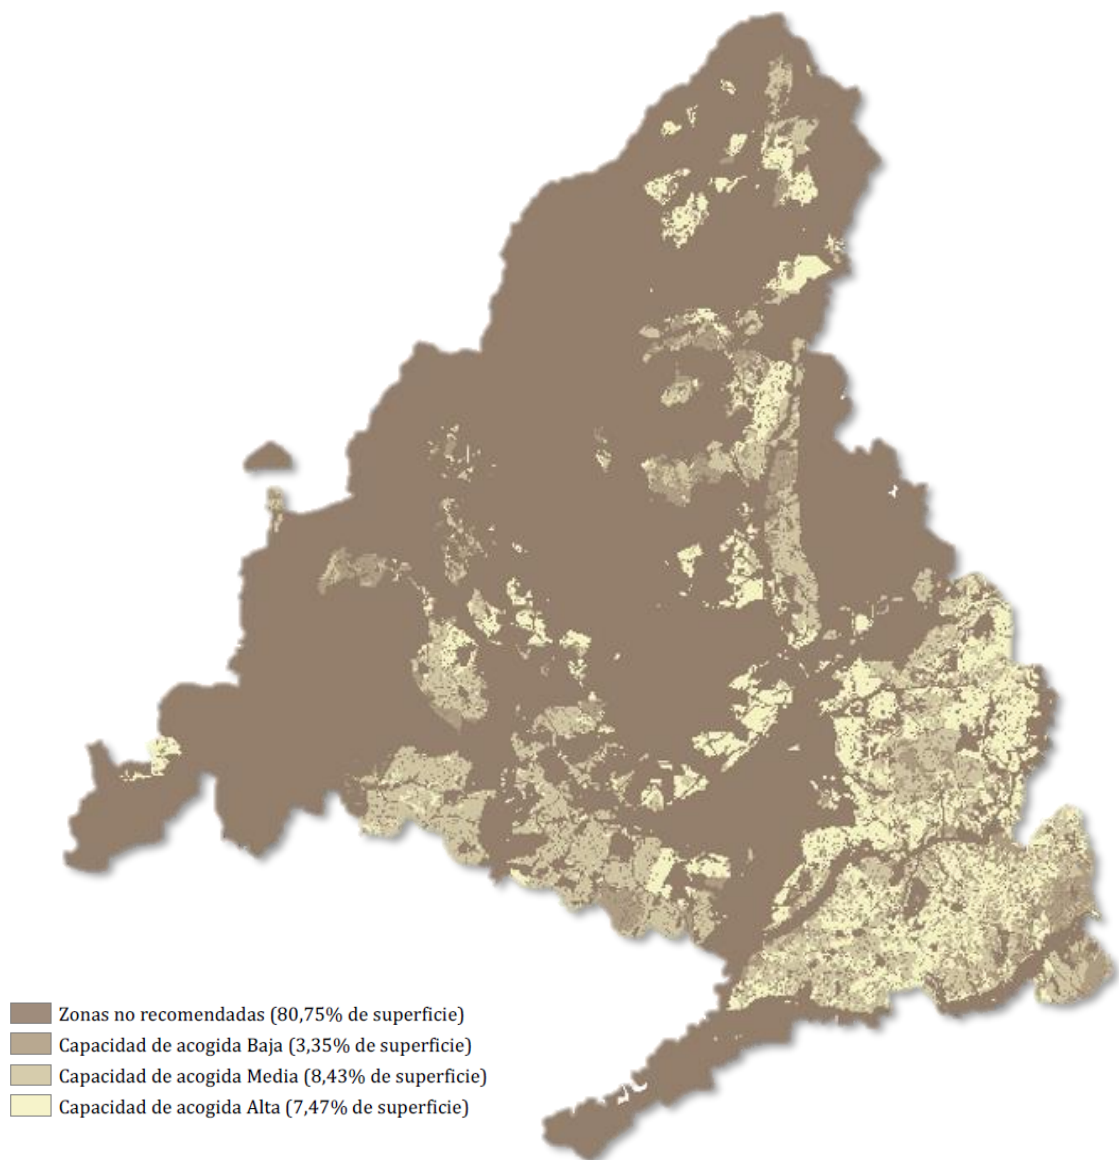 Zonas no recomendadas (80,75% de superficie)
Capacidad de acogida Baja (3,35% de superficie)
Capacidad de acogida Media (8,43% de superficie)
Capacidad de acogida Alta (7,47% de superficie)